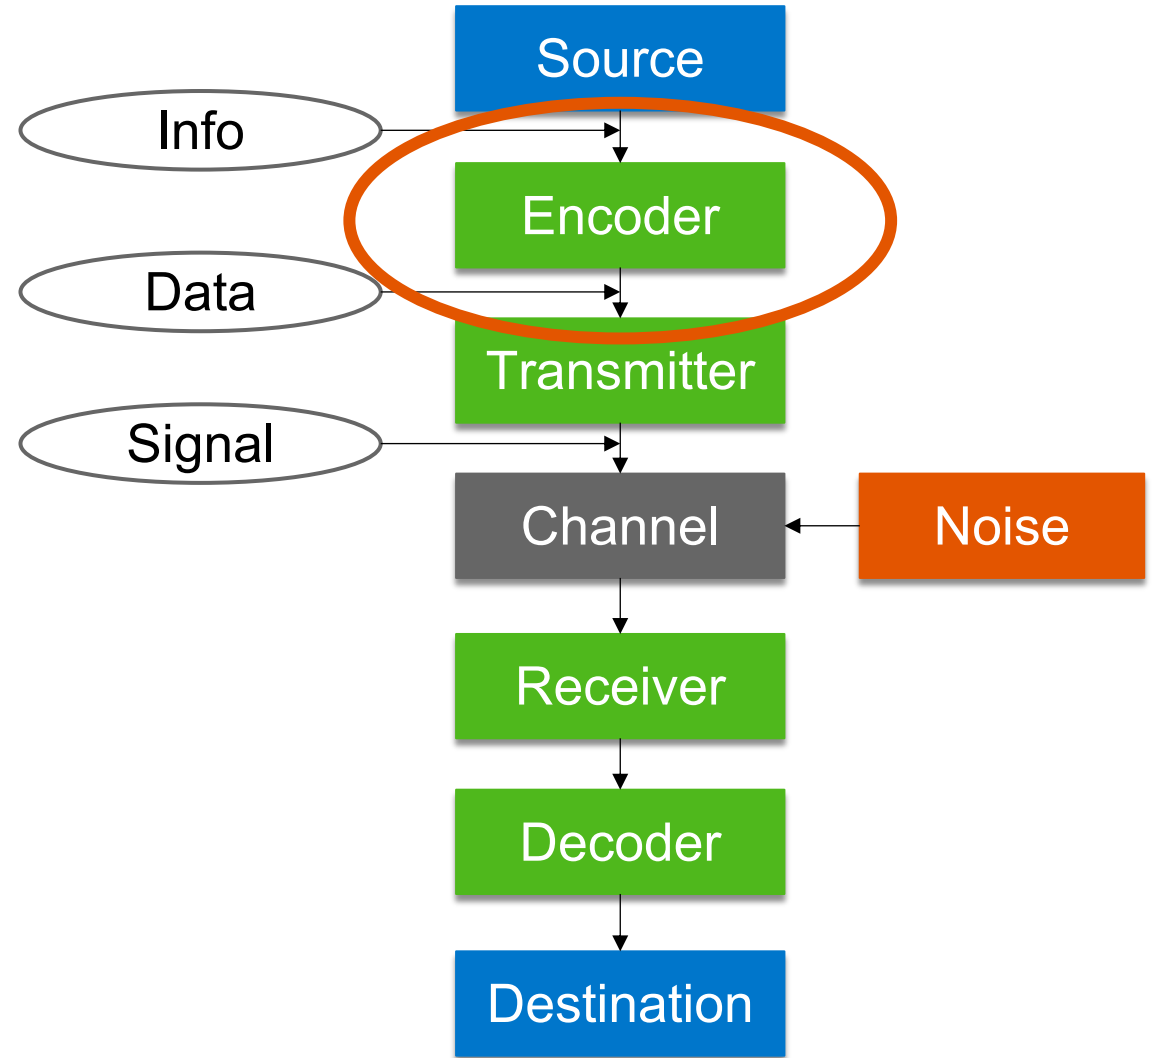 Source
Info
Encoder
Data
Transmitter
Signal
Channel
Noise
Receiver
Decoder
Destination